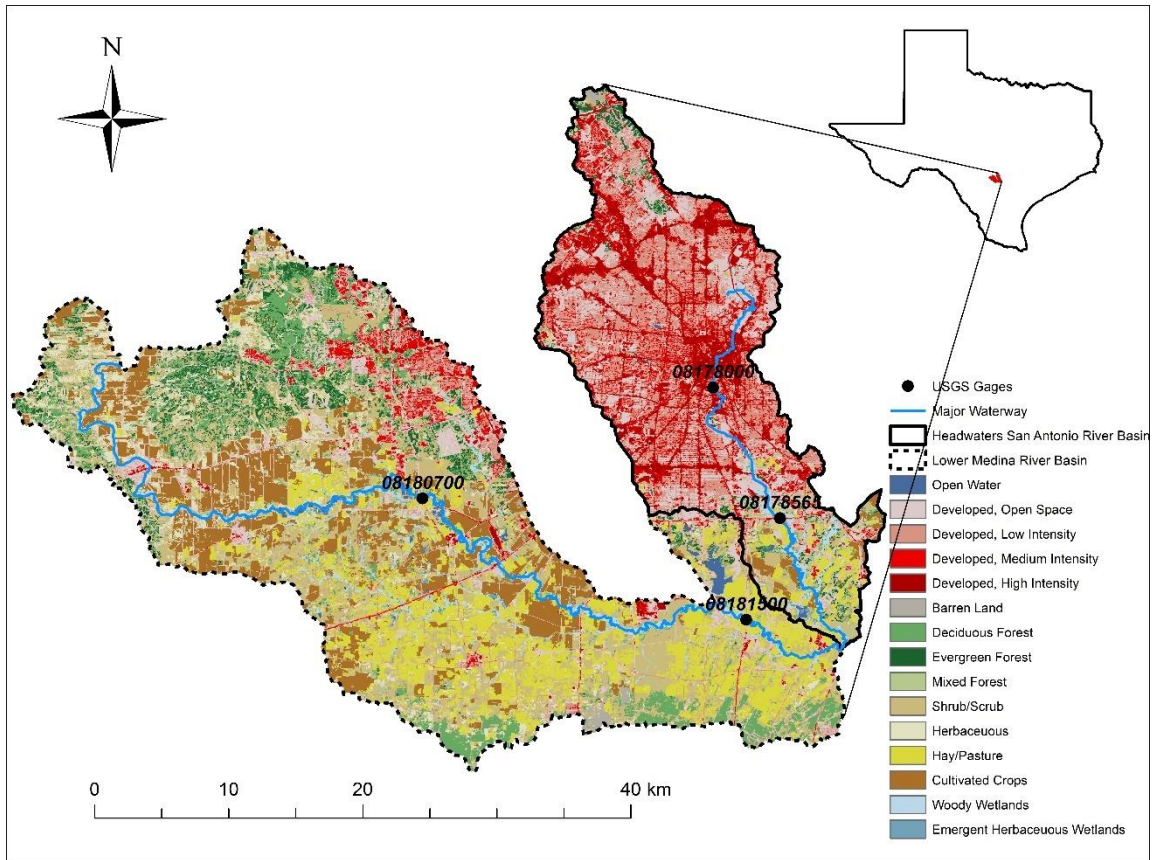 N
08178000
08180700
08178565
08181500
USGS Gages
Major Waterway
Headwaters San Antonio River Basin
Lower Medina River Basin
Open Water
Developed, Open Space
Developed, Low Intensity
Developed, Medium Intensity
Developed, High Intensity
Barren Land
Deciduous Forest
Evergreen Forest
Mixed Forest
Shrub/Scrub
Herbaceuous
Hay/Pasture
Cultivated Crops
Woody Wetlands
Emergent Herbaceuous Wetlands
0 20 40 km